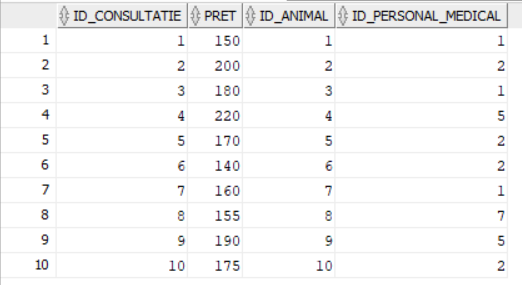 ID_CONSULTATIE PRET ID_ANIMAL ID_PERSONAL_MEDICAL
1 1 150 1 1
2 2 200 2 2
3 3 180 3 1
4 4 220 4 5
5 5 170 5 2
6 6 140 6 2
7 7 160 7 1
8 8 155 8 7
9 9 190 9 5
10 10 175 10 2